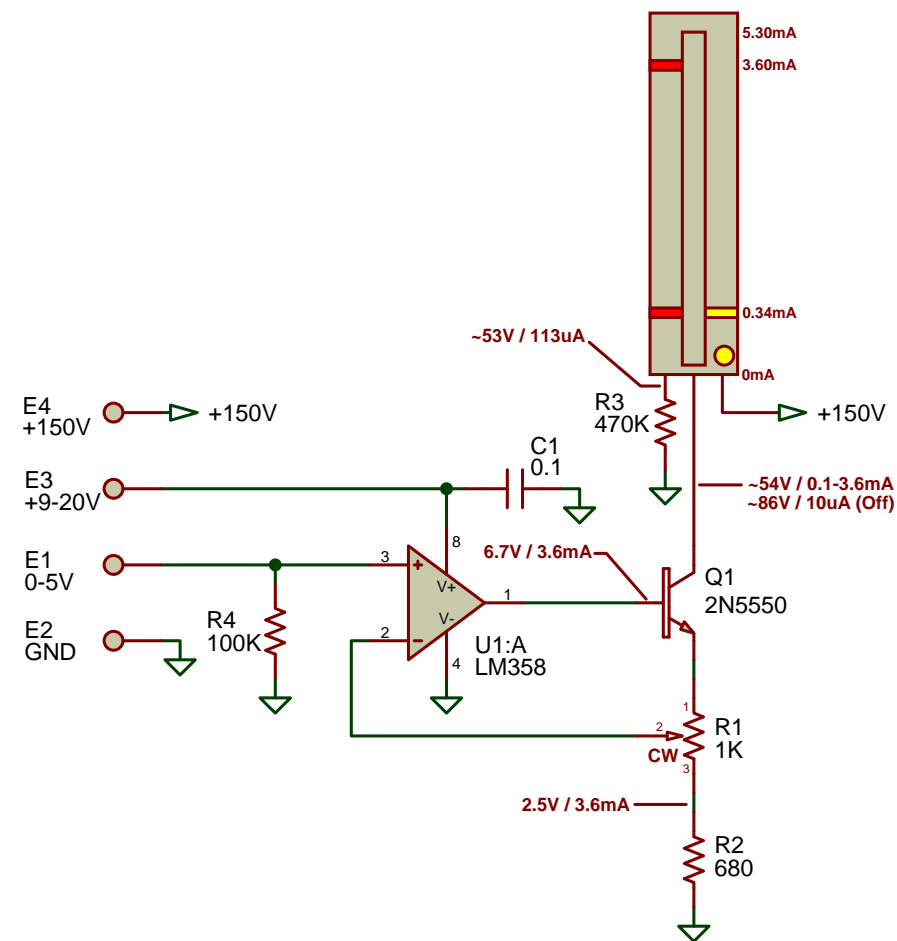 5.30mA
3.60mA
0.34mA
0mA
~53V / 113uA
R3
470K
+150V
E4
+150V
+150V
C1
0.1
E3
+9-20V
~54V / 0.1-3.6mA
~86V / 10uA (Off)
8
6.7V / 3.6mA
E1
0-5V
3
+
V+
1
Q1
2N5550
R4
100K
2
−
V-
4
U1:A
LM358
E2
GND
1
2
R1
1K
CW
3
2.5V / 3.6mA
R2
680